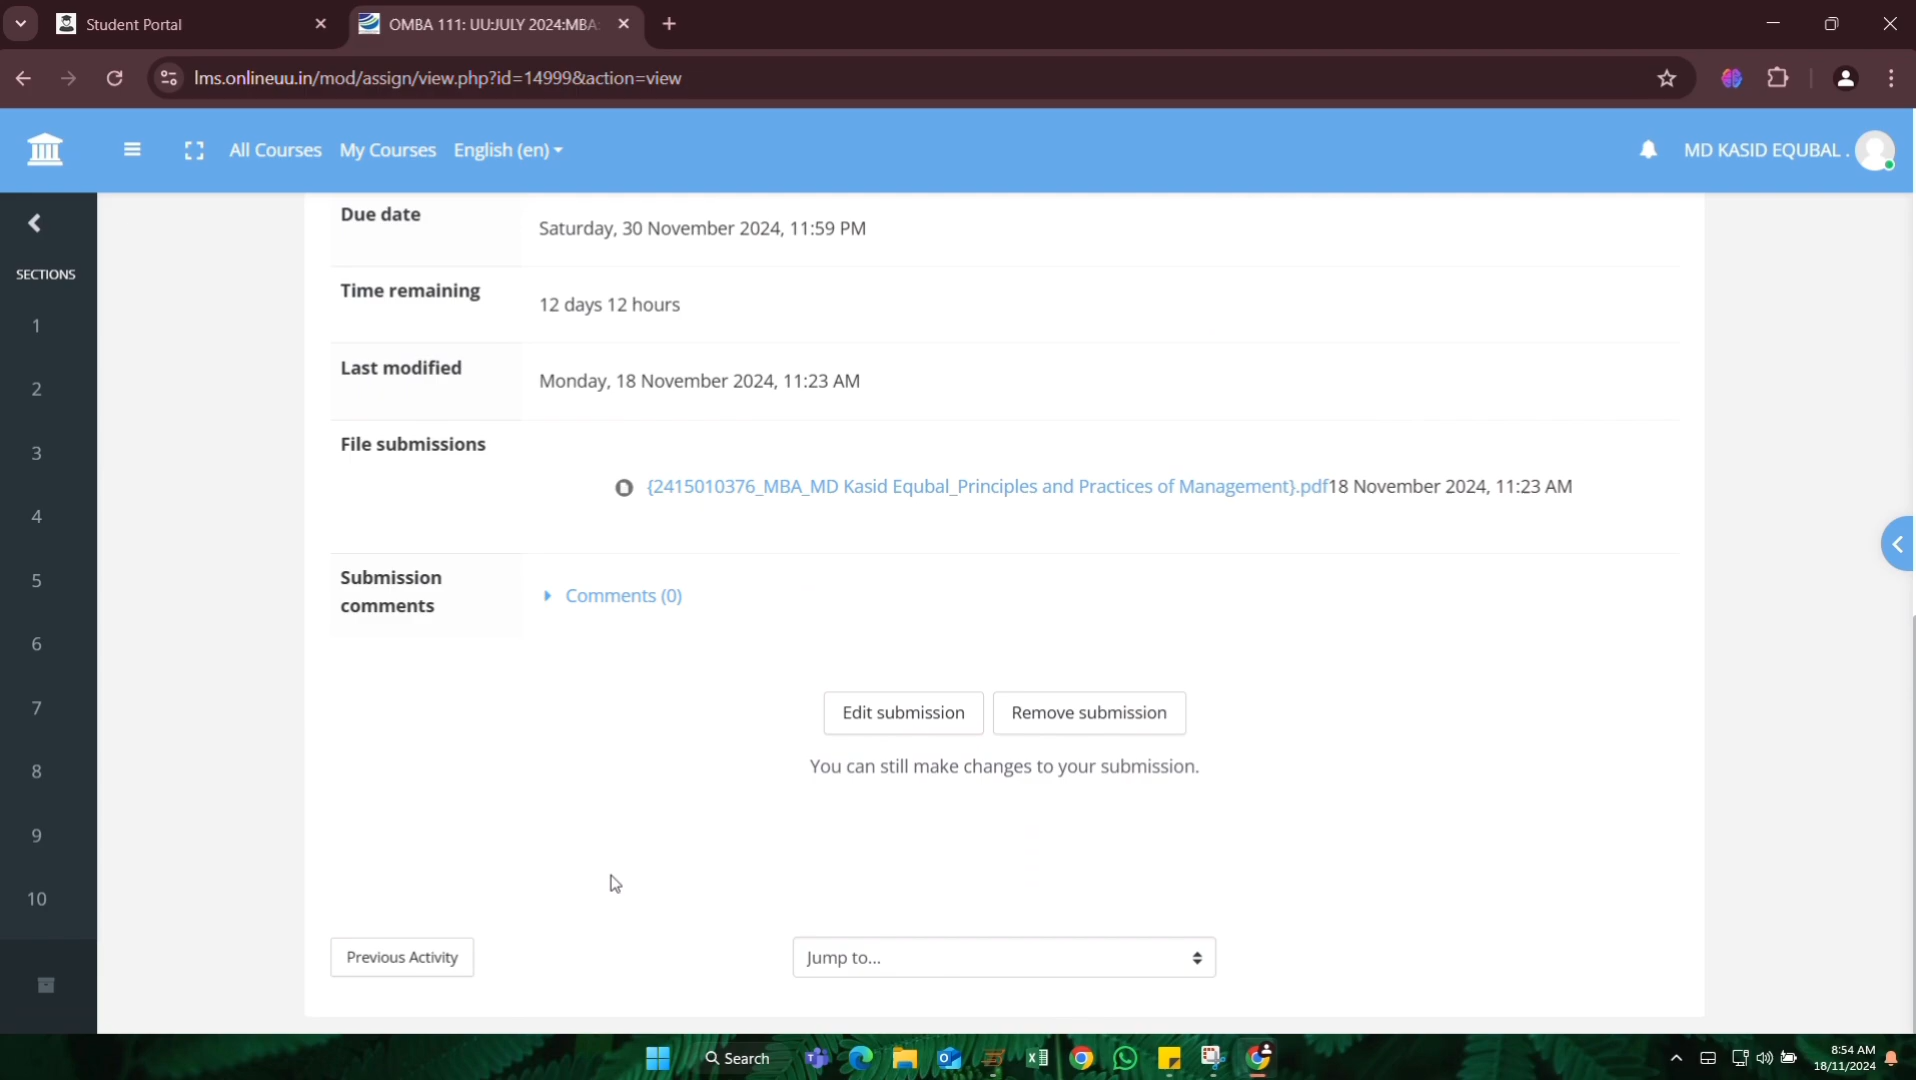 Student Portal
OMBA 111: UU:JULY 2024:MBA:
lms.onlineuu.in/mod/assign/view.php?id=14999&action=view
All Courses
My Courses
English (en)
MD KASID EQUBAL .
SECTIONS
1
2
3
4
5
6
7
8
9
10
Due date
Saturday, 30 November 2024, 11:59 PM
Time remaining
12 days 12 hours
Last modified
Monday, 18 November 2024, 11:23 AM
File submissions
{2415010376_MBA_MD Kasid Equbal_Principles and Practices of Management}.pdf18 November 2024, 11:23 AM
Submission
comments
Comments (0)
Edit submission
Remove submission
You can still make changes to your submission.
Previous Activity
Jump to...
Search
8:54 AM
18/11/2024